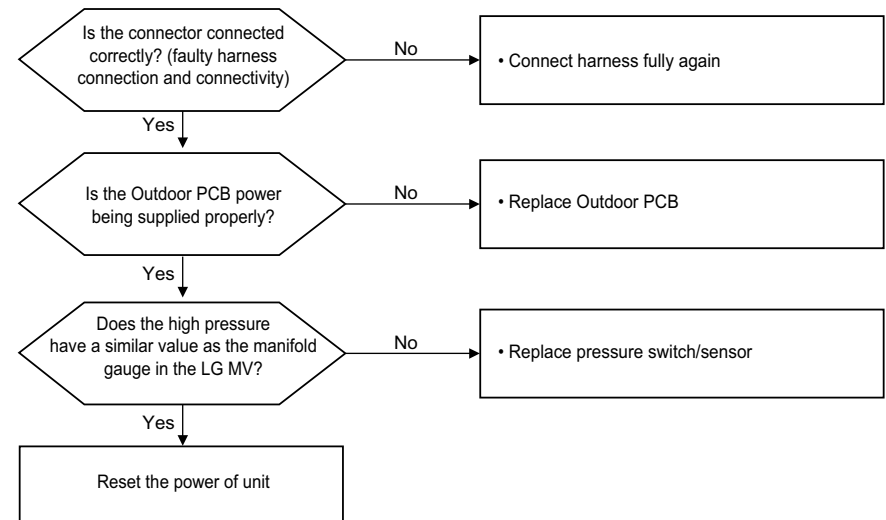 Is the connector connected
correctly? (faulty harness
connection and connectivity)
No
• Connect harness fully again
Yes
Is the Outdoor PCB power
being supplied properly?
No
• Replace Outdoor PCB
Yes
Does the high pressure
have a similar value as the manifold
gauge in the LG MV?
No
• Replace pressure switch/sensor
Yes
Reset the power of unit